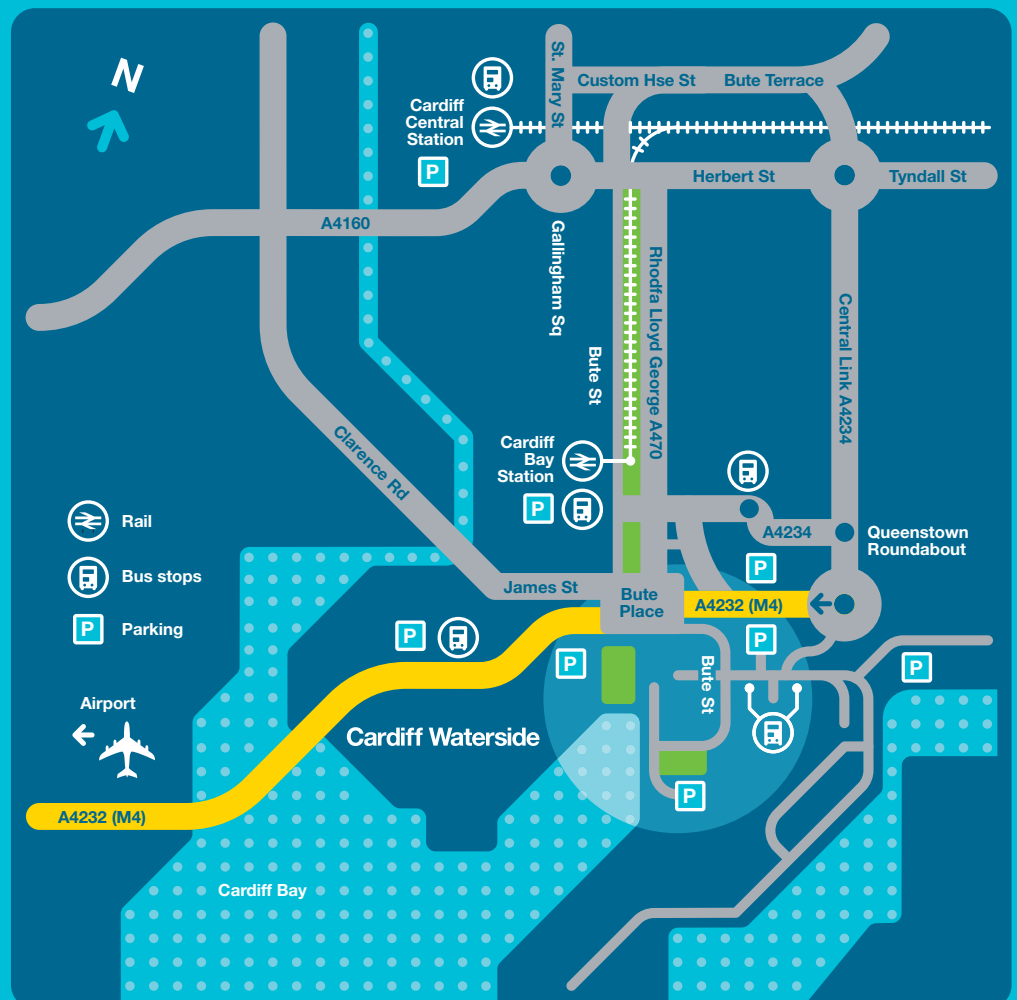 N
St. Mary St
Custom Hse St
Bute Terrace
Cardiff
Central
Station
P
Herbert St
Tyndall St
A4160
Gallingham Sq
Rhodfa Lloyd George A470
Central Link A4234
Bute St
Clarence Rd
Cardiff
Bay
Station
P
A4234
Queenstown
Roundabout
Rail
Bus stops
P
Parking
P
James St
Bute
Place
A4232 (M4)
P
P
P
P
Bute St
Airport
Cardiff Waterside
P
A4232 (M4)
Cardiff Bay